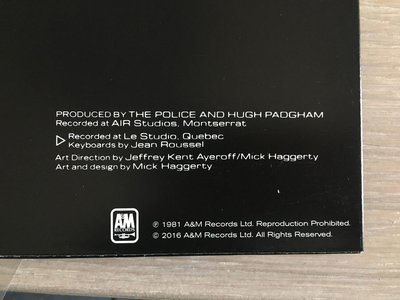 PRODUCED BY THE POLICE AND HUGH PADGHAM
Recorded at AIR Studios, Montserrat
Recorded at Le Studio, Quebec
Keyboards by Jean Roussel
Art Direction by Jeffrey Kent Ayeroff/Mick Haggerty
Art and design by Mick Haggerty
A&M
RECORDS
℗ 1981 A&M Records Ltd. Reproduction Prohibited.
© 2016 A&M Records Ltd. All Rights Reserved.